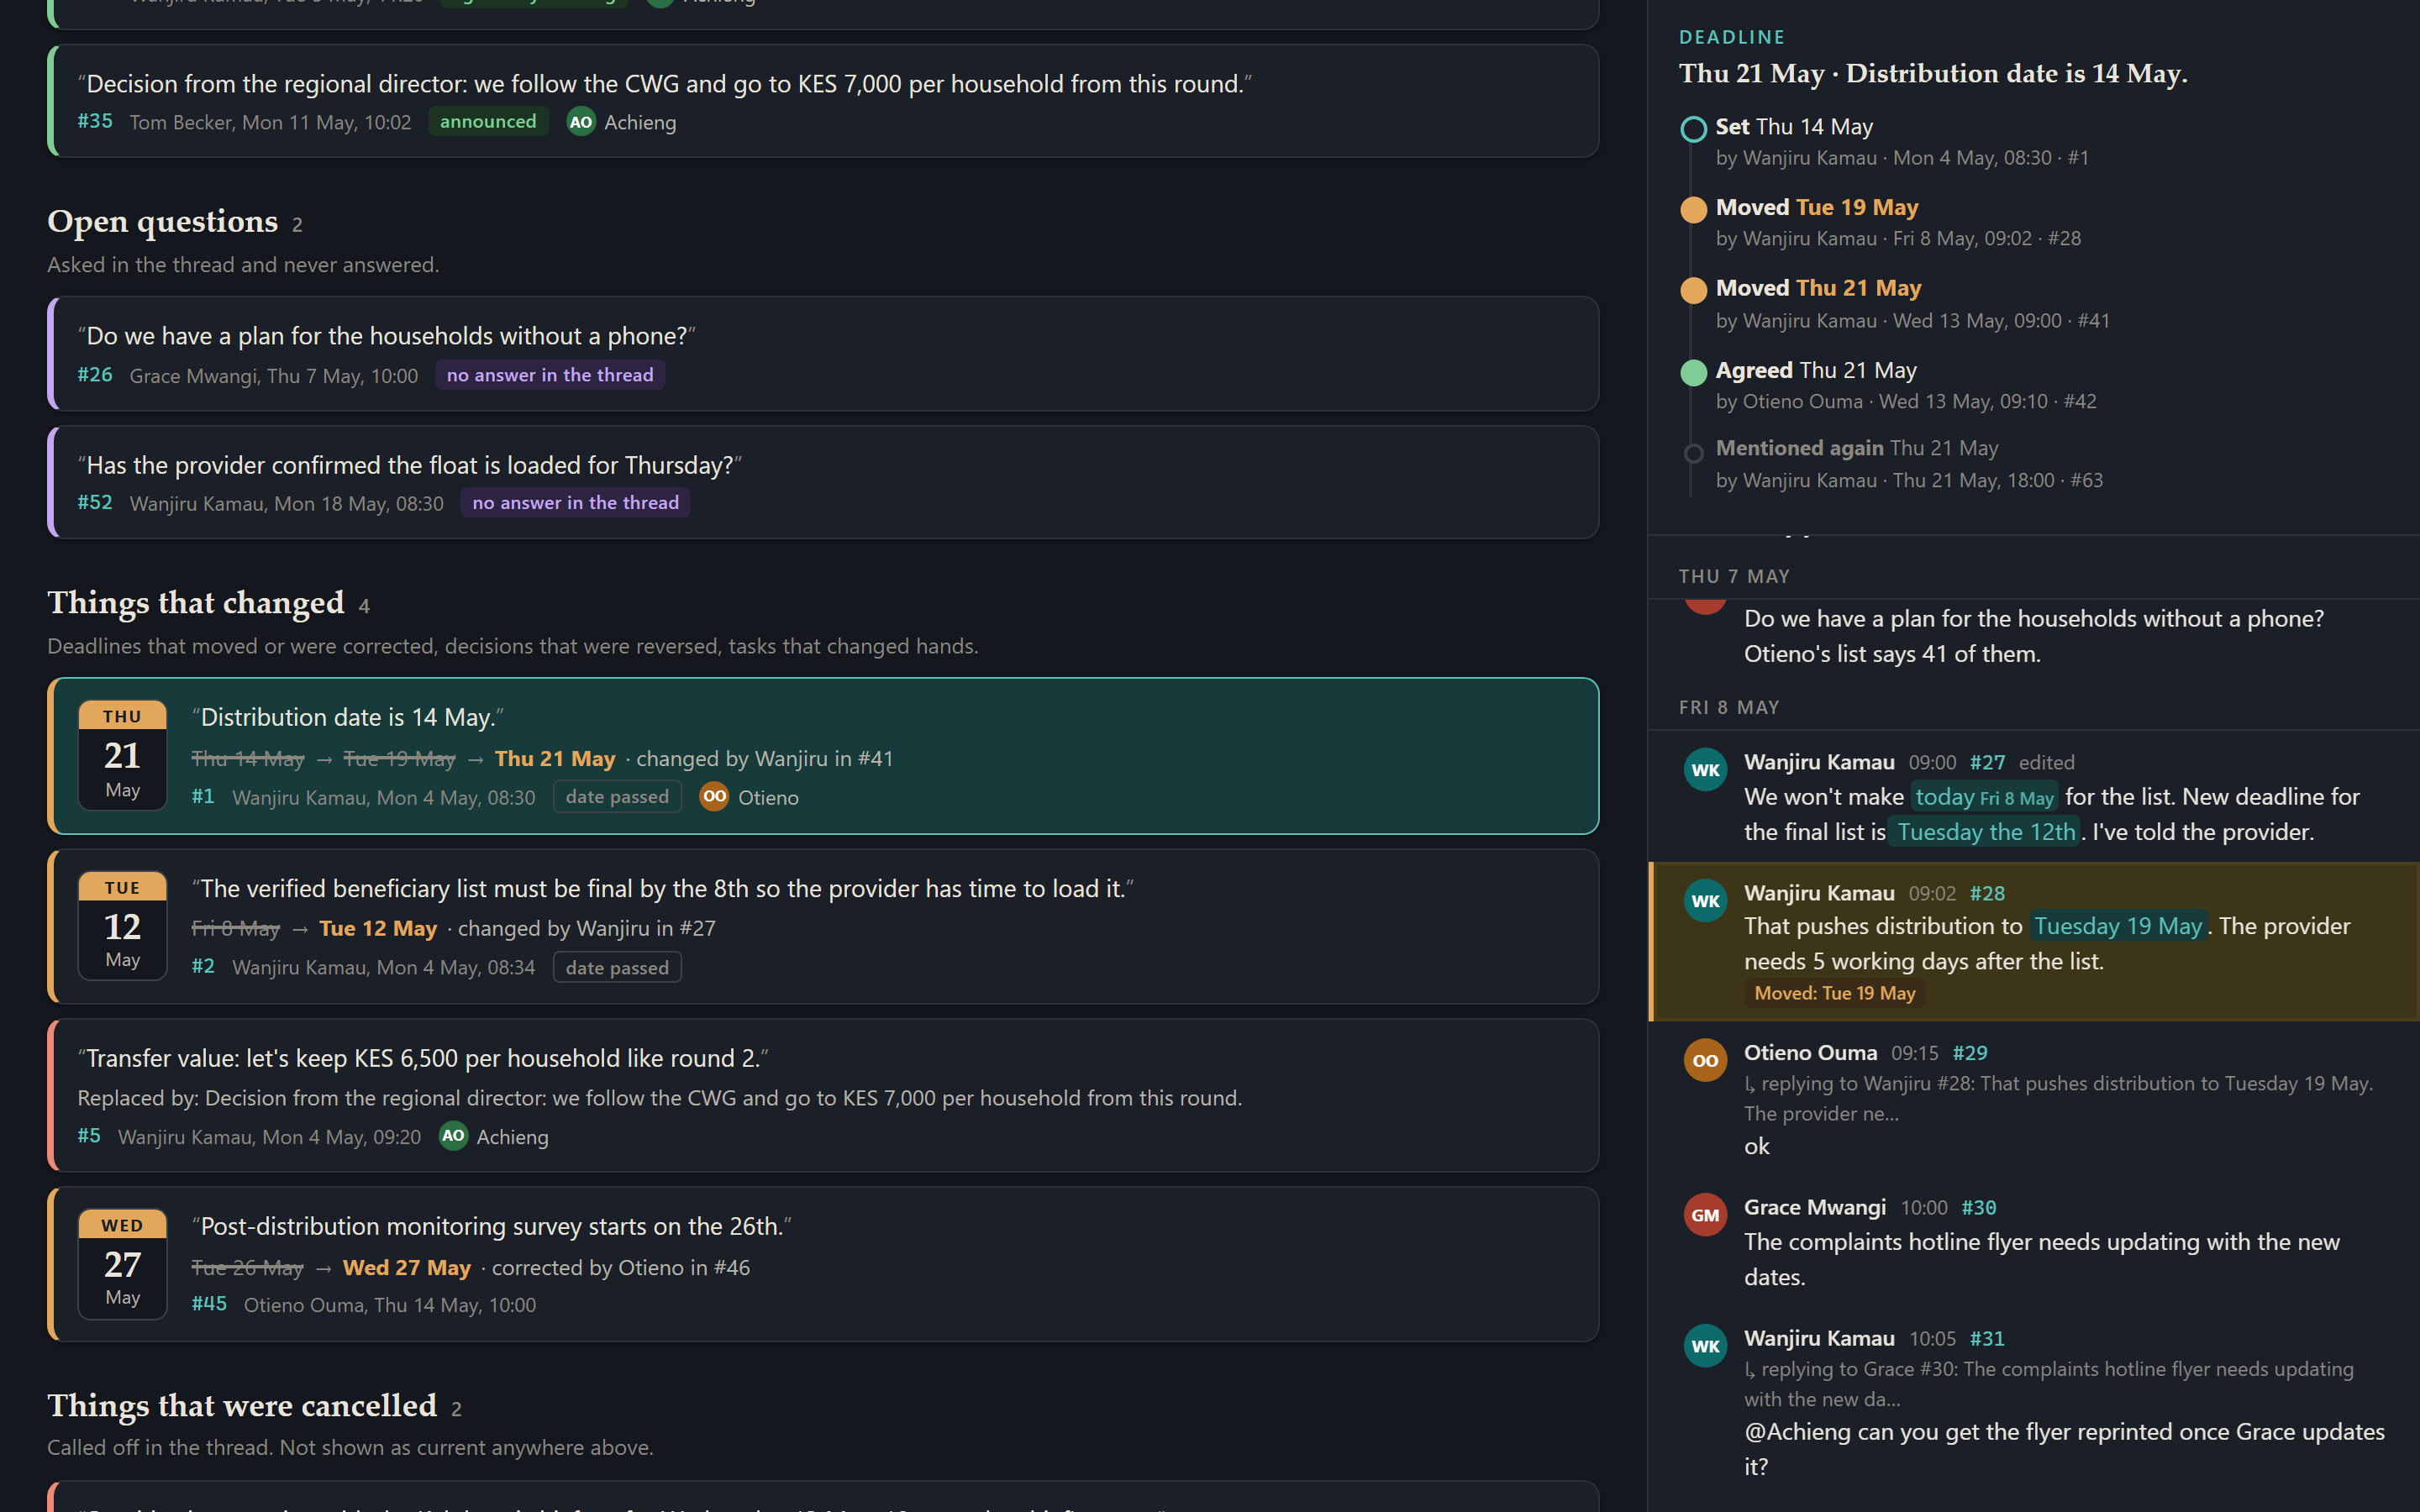 Achieng
“Decision from the regional director: we follow the CWG and go to KES 7,000 per household from this round.”
#35 Tom Becker, Mon 11 May, 10:02 announced AO Achieng
Open questions 2
Asked in the thread and never answered.
“Do we have a plan for the households without a phone?”
#26 Grace Mwangi, Thu 7 May, 10:00 no answer in the thread
“Has the provider confirmed the float is loaded for Thursday?”
#52 Wanjiru Kamau, Mon 18 May, 08:30 no answer in the thread
Things that changed 4
Deadlines that moved or were corrected, decisions that were reversed, tasks that changed hands.
THU
21
May
“Distribution date is 14 May.”
Thu 14 May → Tue 19 May → Thu 21 May · changed by Wanjiru in #41
#1 Wanjiru Kamau, Mon 4 May, 08:30 date passed OO Otieno
TUE
12
May
“The verified beneficiary list must be final by the 8th so the provider has time to load it.”
Fri 8 May → Tue 12 May · changed by Wanjiru in #27
#2 Wanjiru Kamau, Mon 4 May, 08:34 date passed
“Transfer value: let's keep KES 6,500 per household like round 2.”
Replaced by: Decision from the regional director: we follow the CWG and go to KES 7,000 per household from this round.
#5 Wanjiru Kamau, Mon 4 May, 09:20 AO Achieng
WED
27
May
“Post-distribution monitoring survey starts on the 26th.”
Tue 26 May → Wed 27 May · corrected by Otieno in #46
#45 Otieno Ouma, Thu 14 May, 10:00
Things that were cancelled 2
Called off in the thread. Not shown as current anywhere above.
DEADLINE
Thu 21 May · Distribution date is 14 May.
Set Thu 14 May
by Wanjiru Kamau · Mon 4 May, 08:30 · #1
Moved Tue 19 May
by Wanjiru Kamau · Fri 8 May, 09:02 · #28
Moved Thu 21 May
by Wanjiru Kamau · Wed 13 May, 09:00 · #41
Agreed Thu 21 May
by Otieno Ouma · Wed 13 May, 09:10 · #42
Mentioned again Thu 21 May
by Wanjiru Kamau · Thu 21 May, 18:00 · #63
THU 7 MAY
Do we have a plan for the households without a phone?
Otieno's list says 41 of them.
FRI 8 MAY
WK Wanjiru Kamau 09:00 #27 edited
We won't make today Fri 8 May for the list. New deadline for
the final list is Tuesday the 12th. I've told the provider.
WK Wanjiru Kamau 09:02 #28
That pushes distribution to Tuesday 19 May. The provider
needs 5 working days after the list.
Moved: Tue 19 May
OO Otieno Ouma 09:15 #29
↳ replying to Wanjiru #28: That pushes distribution to Tuesday 19 May.
The provider ne...
ok
GM Grace Mwangi 10:00 #30
The complaints hotline flyer needs updating with the new
dates.
WK Wanjiru Kamau 10:05 #31
↳ replying to Grace #30: The complaints hotline flyer needs updating
with the new da...
@Achieng can you get the flyer reprinted once Grace updates
it?